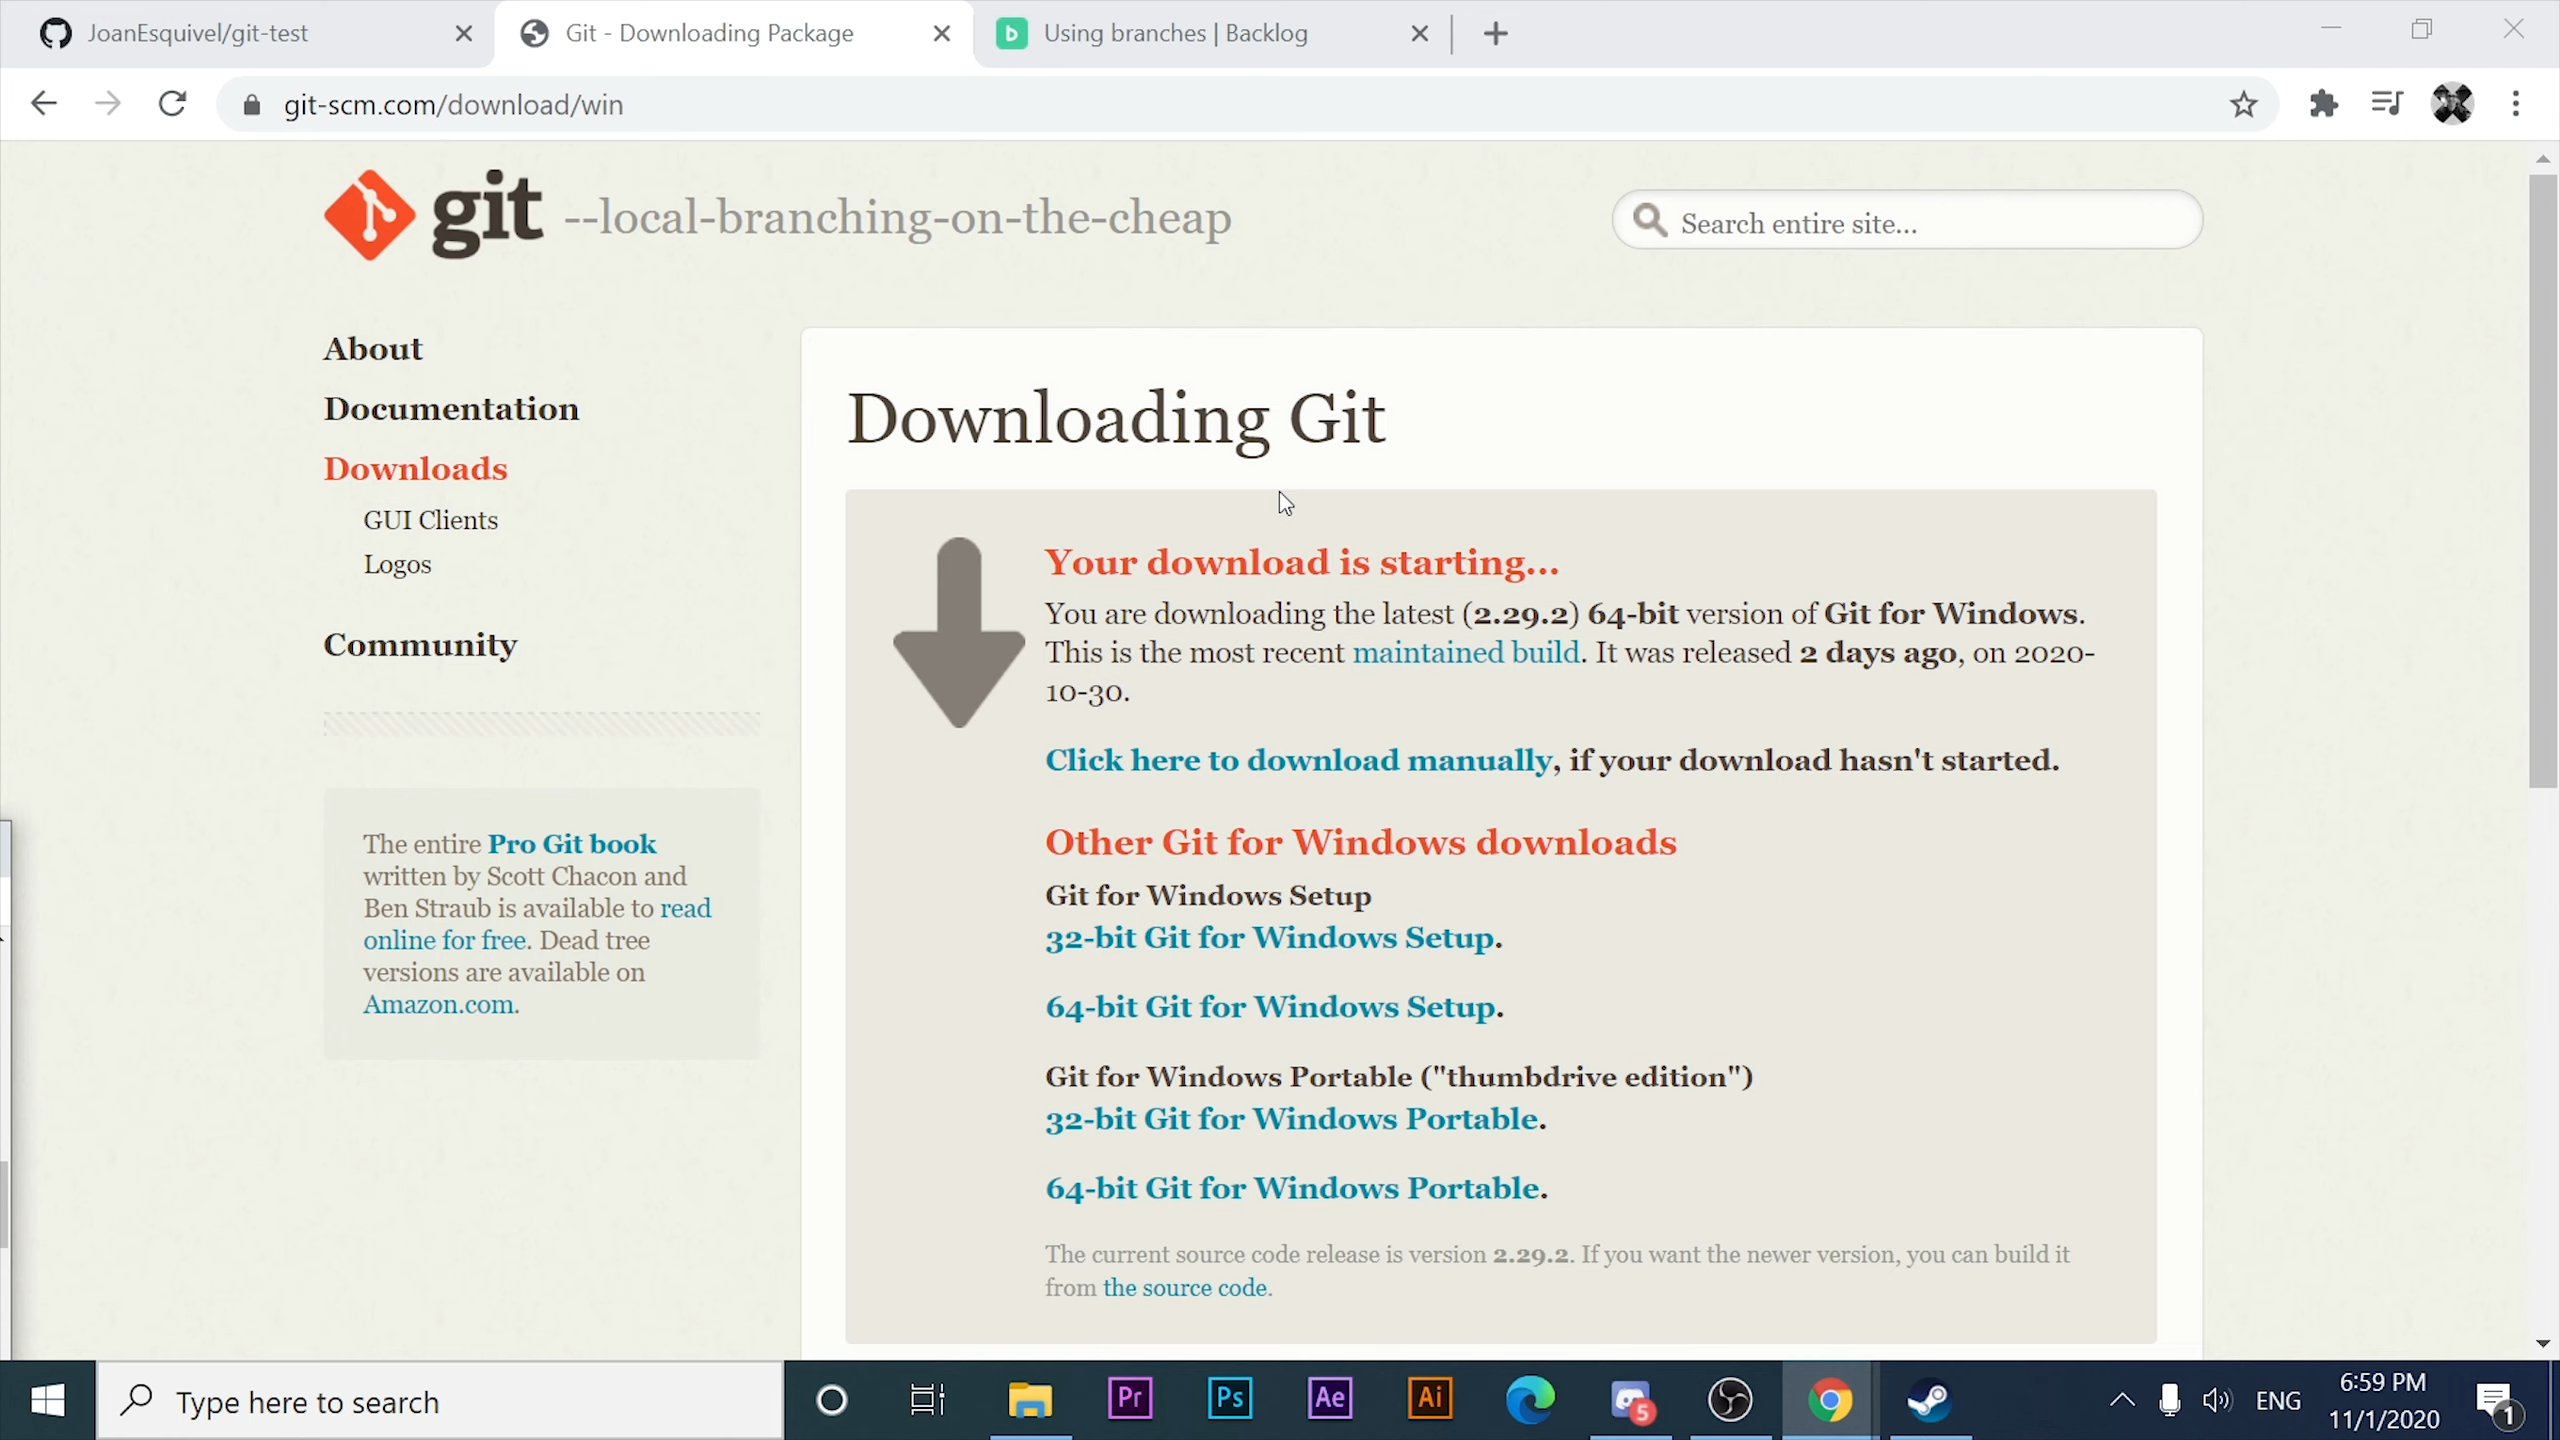 JoanEsquivel/git-test
Git - Downloading Package
Using branches | Backlog
git-scm.com/download/win
git --local-branching-on-the-cheap
Search entire site...
About
Documentation
Downloads
GUI Clients
Logos
Community
The entire Pro Git book
written by Scott Chacon and
Ben Straub is available to read
online for free. Dead tree
versions are available on
Amazon.com.
Downloading Git
Your download is starting...
You are downloading the latest (2.29.2) 64-bit version of Git for Windows.
This is the most recent maintained build. It was released 2 days ago, on 2020-
10-30.
Click here to download manually, if your download hasn't started.
Other Git for Windows downloads
Git for Windows Setup
32-bit Git for Windows Setup.
64-bit Git for Windows Setup.
Git for Windows Portable ("thumbdrive edition")
32-bit Git for Windows Portable.
64-bit Git for Windows Portable.
The current source code release is version 2.29.2. If you want the newer version, you can build it
from the source code.
Type here to search
Pr
Ps
Ae
Ai
5
ENG
6:59 PM
11/1/2020
1